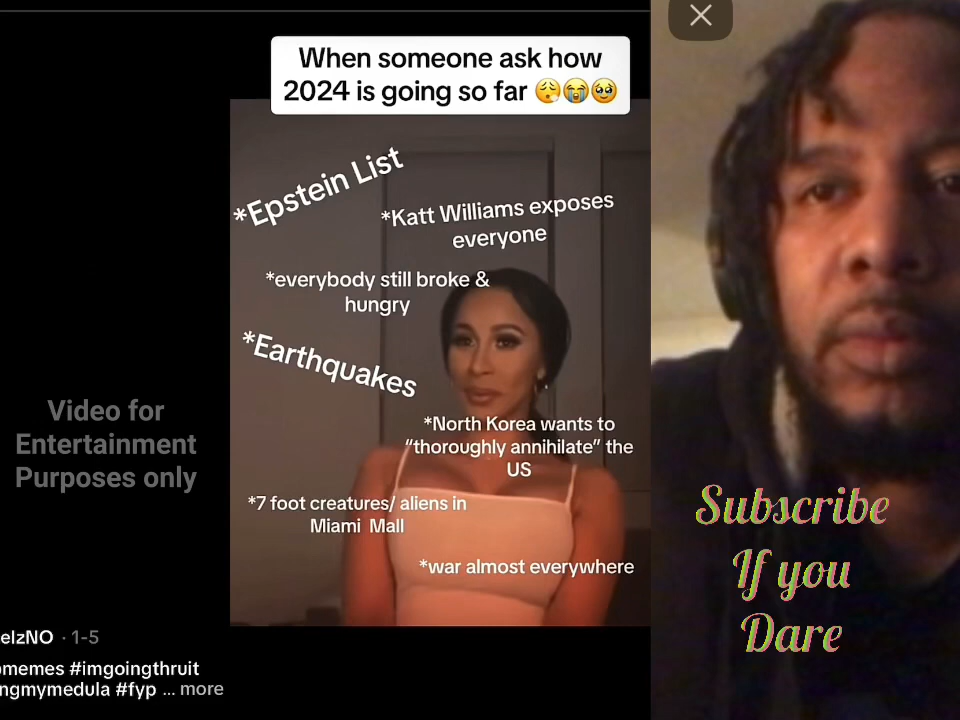 When someone ask how
2024 is going so far 😮‍💨😭🥹
*Epstein List
*Katt Williams exposes
everyone
*everybody still broke &
hungry
*Earthquakes
*North Korea wants to
“thoroughly annihilate” the
US
*7 foot creatures/ aliens in
Miami Mall
*war almost everywhere
Video for
Entertainment
Purposes only
elzNO · 1-5
memes #imgoingthruit
ngmymedula #fyp ... more
Subscribe
If you
Dare